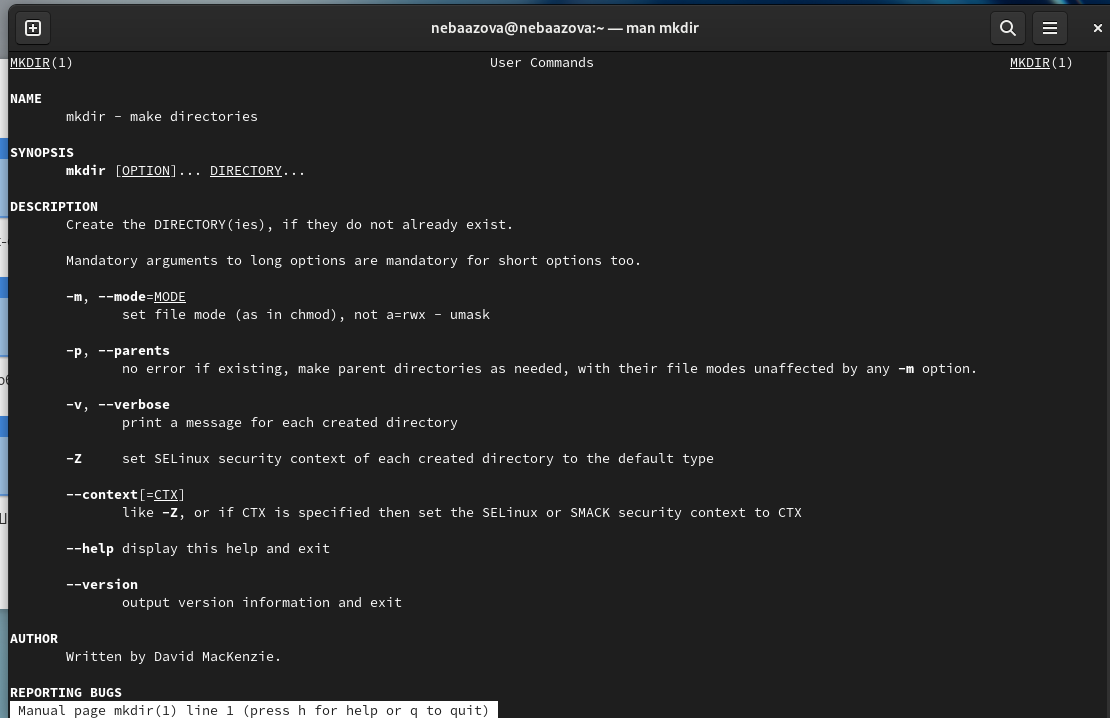 nebaazova@nebaazova:~ — man mkdir
MKDIR(1) User Commands MKDIR(1)
NAME
mkdir - make directories
SYNOPSIS
mkdir [OPTION]... DIRECTORY...
DESCRIPTION
Create the DIRECTORY(ies), if they do not already exist.
Mandatory arguments to long options are mandatory for short options too.
-m, --mode=MODE
set file mode (as in chmod), not a=rwx - umask
-p, --parents
no error if existing, make parent directories as needed, with their file modes unaffected by any -m option.
-v, --verbose
print a message for each created directory
-Z set SELinux security context of each created directory to the default type
--context[=CTX]
like -Z, or if CTX is specified then set the SELinux or SMACK security context to CTX
--help display this help and exit
--version
output version information and exit
AUTHOR
Written by David MacKenzie.
REPORTING BUGS
Manual page mkdir(1) line 1 (press h for help or q to quit)